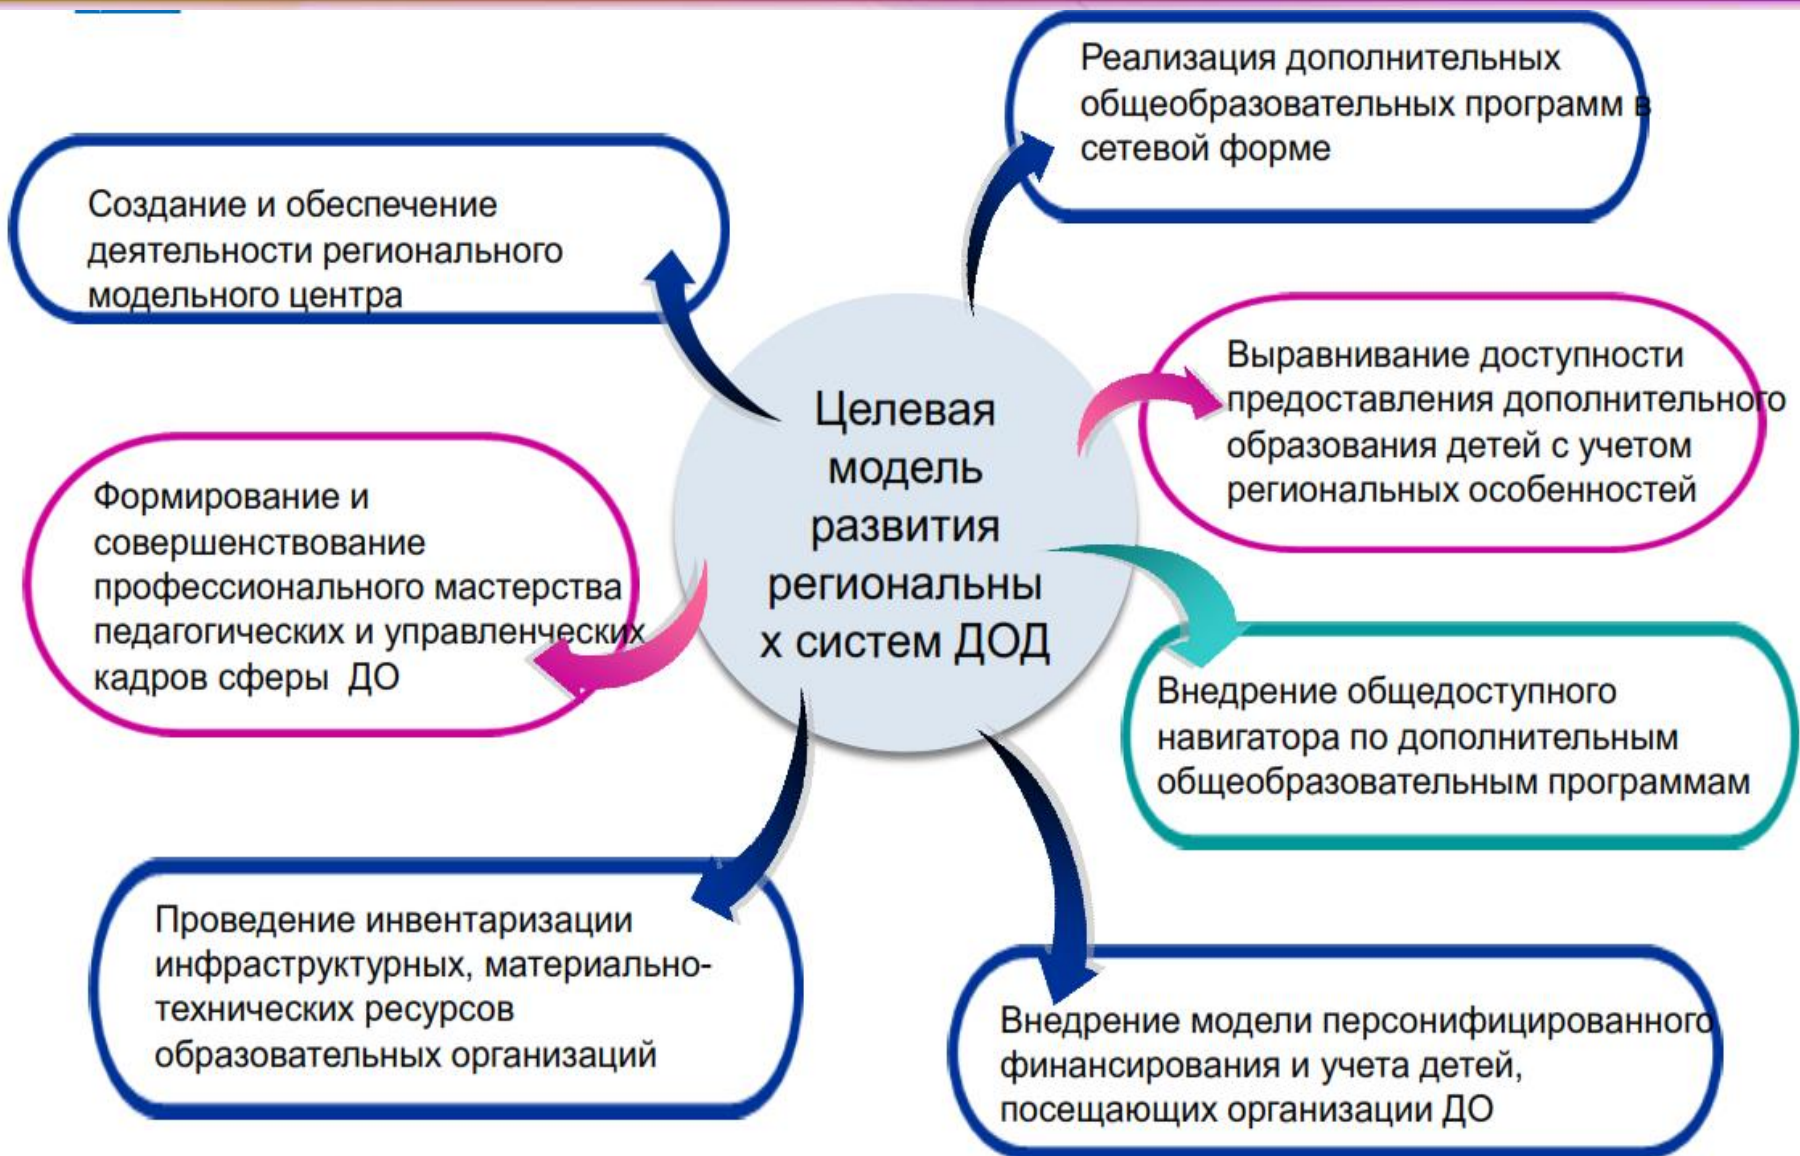 Реализация дополнительных
общеобразовательных программ в
сетевой форме
Создание и обеспечение
деятельности регионального
модельного центра
Выравнивание доступности
предоставления дополнительного
образования детей с учетом
региональных особенностей
Целевая
модель
развития
региональны
х систем ДОД
Формирование и
совершенствование
профессионального мастерства
педагогических и управленческих
кадров сферы ДО
Внедрение общедоступного
навигатора по дополнительным
общеобразовательным программам
Проведение инвентаризации
инфраструктурных, материально-
технических ресурсов
образовательных организаций
Внедрение модели персонифицированного
финансирования и учета детей,
посещающих организации ДО